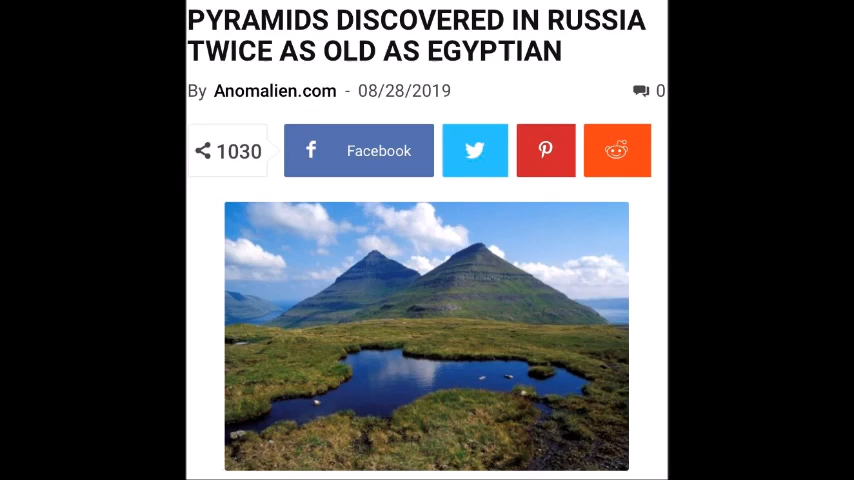 PYRAMIDS DISCOVERED IN RUSSIA
TWICE AS OLD AS EGYPTIAN
By Anomalien.com - 08/28/2019 0
1030 Facebook